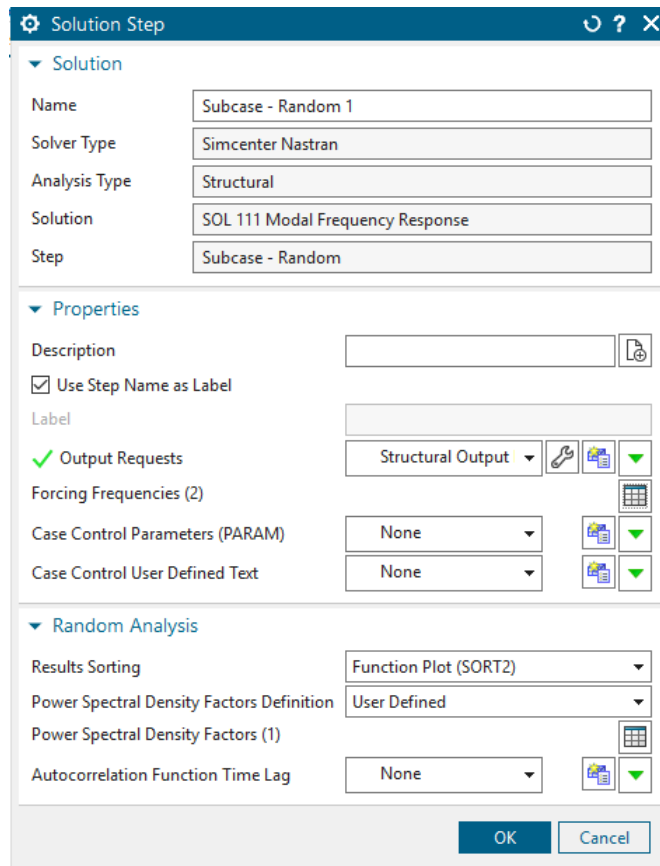 Solution Step
?
Solution
Name Subcase - Random 1
Solver Type Simcenter Nastran
Analysis Type Structural
Solution SOL 111 Modal Frequency Response
Step Subcase - Random
Properties
Description
Use Step Name as Label
Label
Output Requests Structural Output
Forcing Frequencies (2)
Case Control Parameters (PARAM) None
Case Control User Defined Text None
Random Analysis
Results Sorting Function Plot (SORT2)
Power Spectral Density Factors Definition User Defined
Power Spectral Density Factors (1)
Autocorrelation Function Time Lag None
OK Cancel